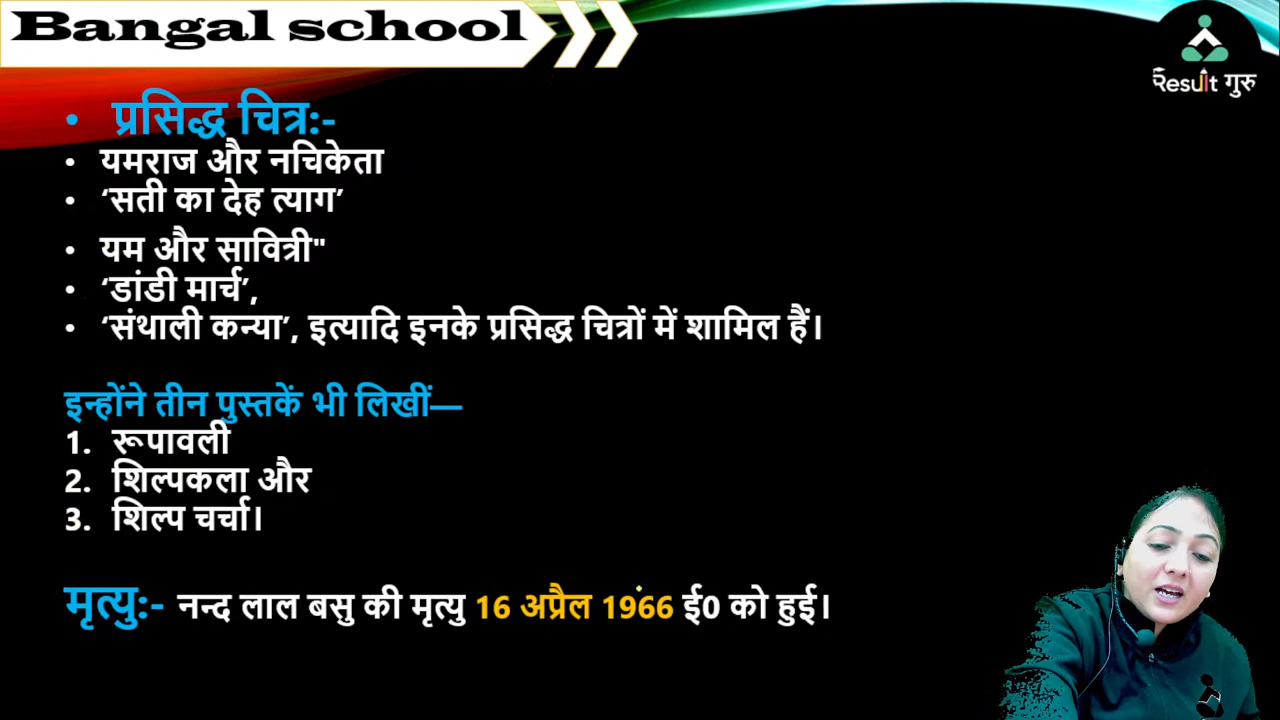 Bangal school
Result गुरु
• प्रसिद्ध चित्र:-
• यमराज और नचिकेता
• ‘सती का देह त्याग’
• यम और सावित्री"
• ‘डांडी मार्च’,
• ‘संथाली कन्या’, इत्यादि इनके प्रसिद्ध चित्रों में शामिल हैं।
इन्होंने तीन पुस्तकें भी लिखीं—
1. रूपावली
2. शिल्पकला और
3. शिल्प चर्चा।
मृत्यु:- नन्द लाल बसु की मृत्यु 16 अप्रैल 1966 ई0 को हुई।